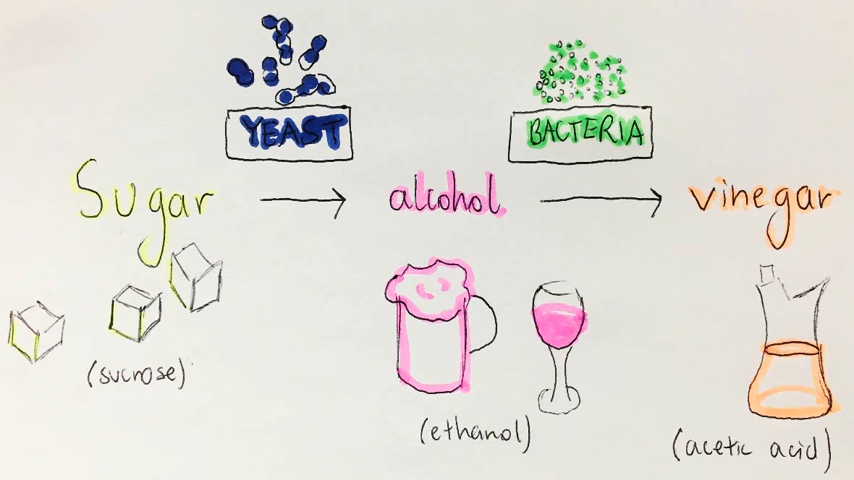 YEAST
BACTERIA
Sugar
alcohol
vinegar
(sucrose)
(ethanol)
(acetic acid)